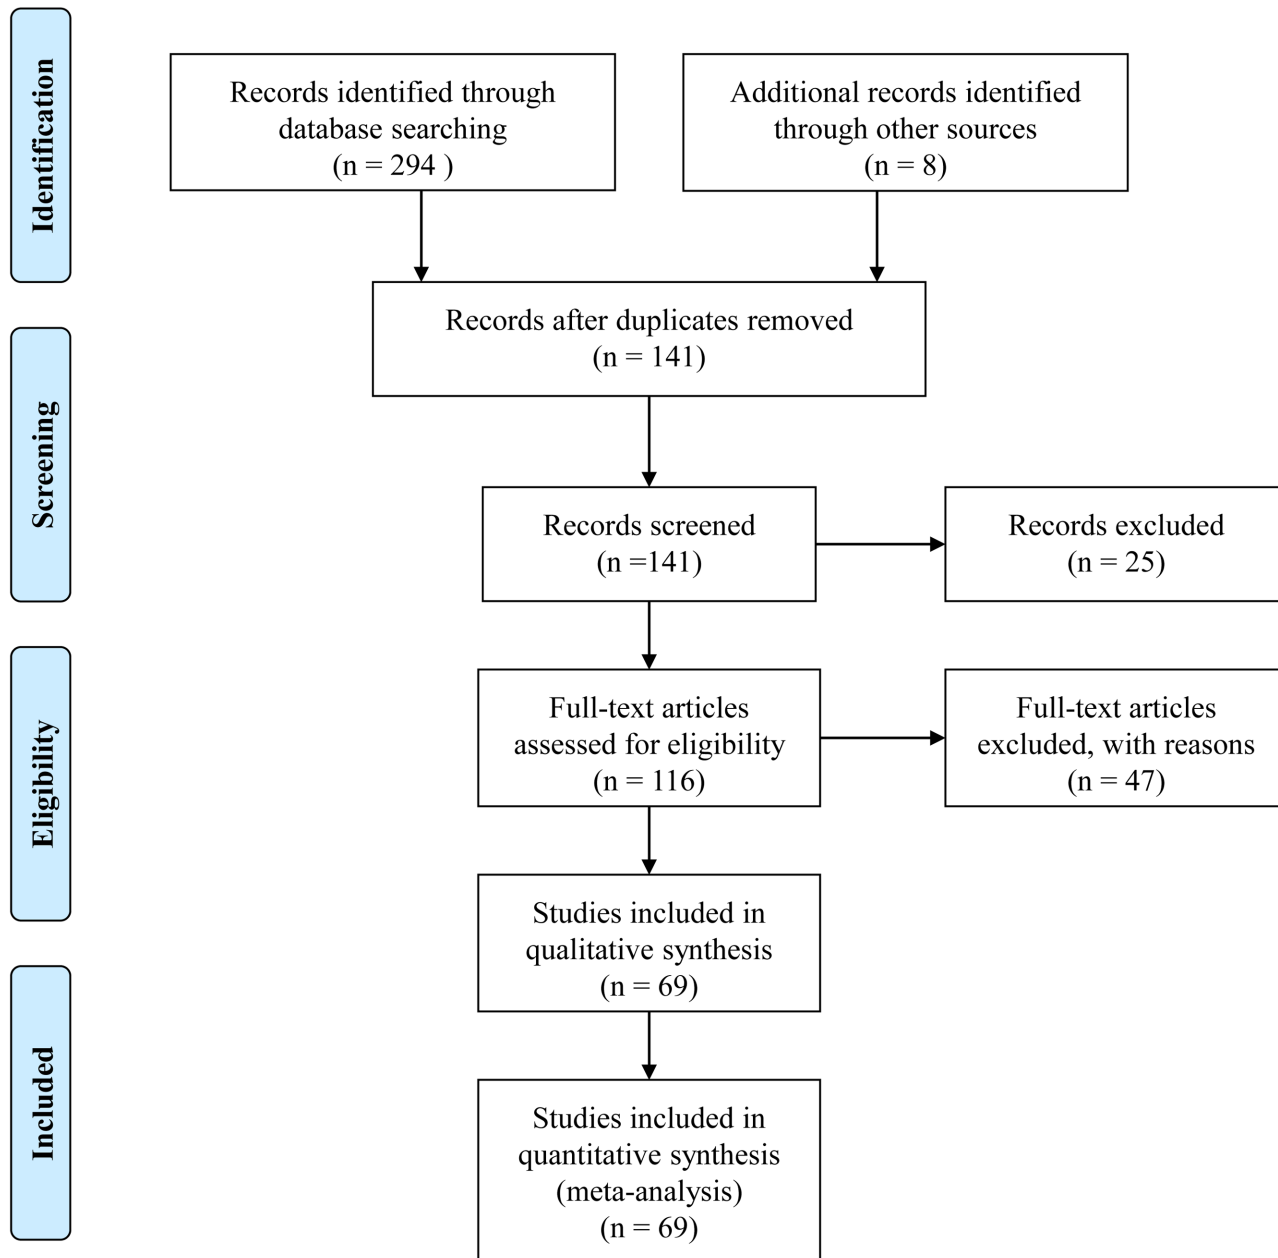 Identification
Records identified through
database searching
(n = 294 )
Additional records identified
through other sources
(n = 8)
Records after duplicates removed
(n = 141)
Screening
Records screened
(n =141)
Records excluded
(n = 25)
Eligibility
Full-text articles
assessed for eligibility
(n = 116)
Full-text articles
excluded, with reasons
(n = 47)
Studies included in
qualitative synthesis
(n = 69)
Included
Studies included in
quantitative synthesis
(meta-analysis)
(n = 69)